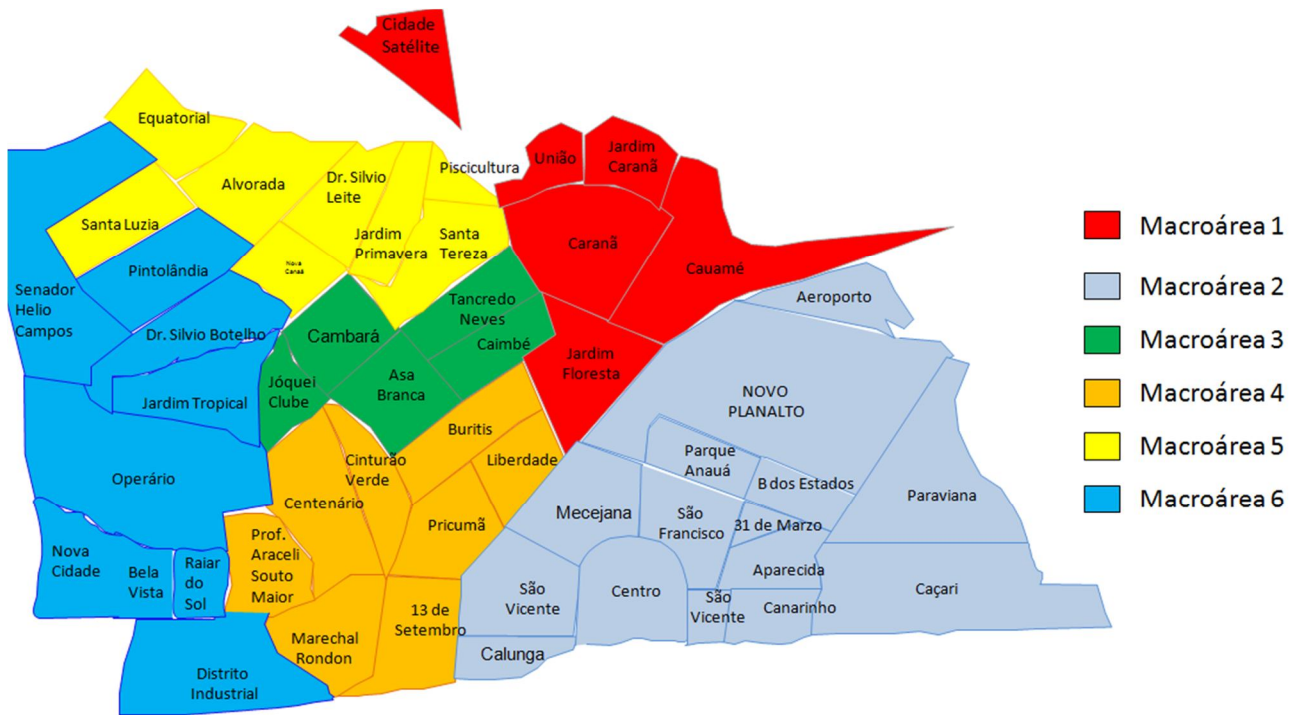 Cidade
Satélite
Equatorial
União
Jardim
Caranã
Piscicultura
Alvorada
Dr. Silvio
Leite
Santa Luzia
Jardim
Primavera
Santa
Tereza
Caranã
Cauamé
Pintolândia
Nova
Canaã
Senador
Helio
Campos
Tancredo
Neves
Aeroporto
Dr. Silvio Botelho
Cambará
Caimbé
Jóquei
Clube
Asa
Branca
Jardim
Floresta
Jardim Tropical
NOVO
PLANALTO
Buritis
Parque
Anauá
Operário
Cinturão
Verde
Liberdade
B dos Estados
Centenário
Paraviana
Pricumã
Mecejana
São
Francisco
31 de Marzo
Prof.
Araceli
Souto
Maior
Nova
Cidade
Bela
Vista
Raiar
do
Sol
São
Vicente
Centro
Aparecida
São
Vicente
Canarinho
Caçari
13 de
Setembro
Marechal
Rondon
Calunga
Distrito
Industrial
Macroárea 1
Macroárea 2
Macroárea 3
Macroárea 4
Macroárea 5
Macroárea 6